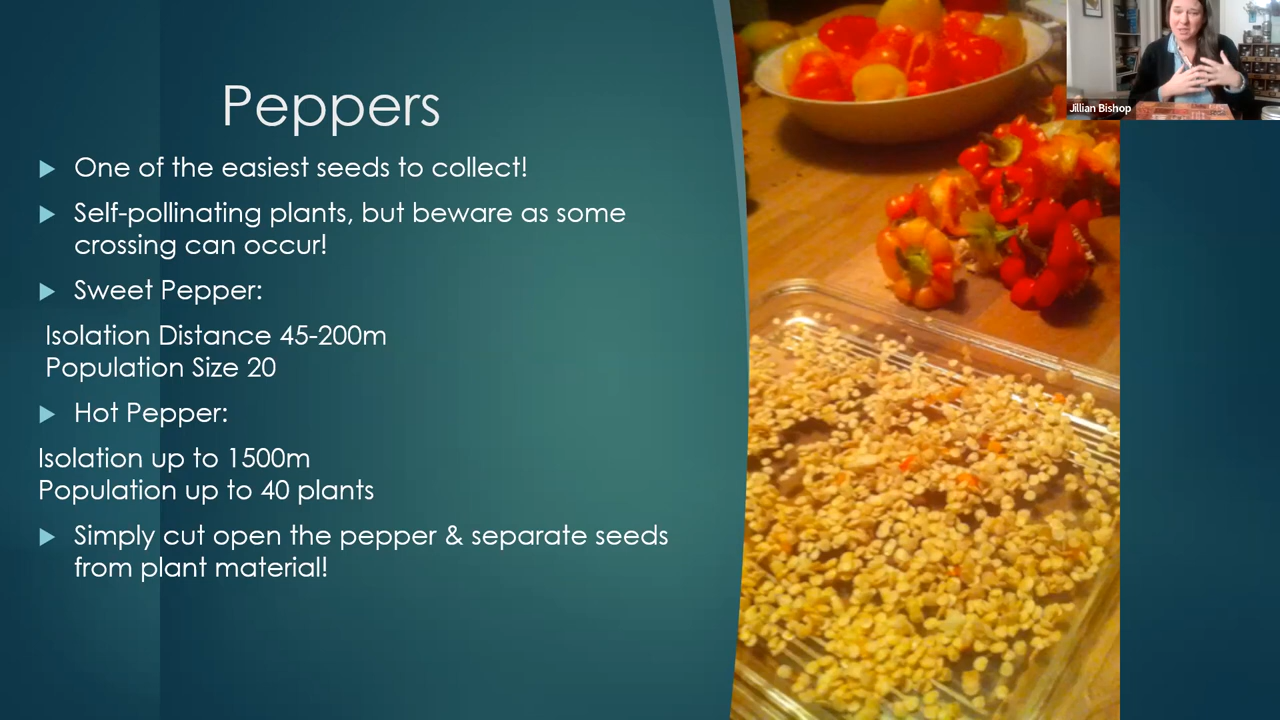 Peppers
One of the easiest seeds to collect!
Self-pollinating plants, but beware as some
crossing can occur!
Sweet Pepper:
Isolation Distance 45-200m
Population Size 20
Hot Pepper:
Isolation up to 1500m
Population up to 40 plants
Simply cut open the pepper & separate seeds
from plant material!
Jillian Bishop